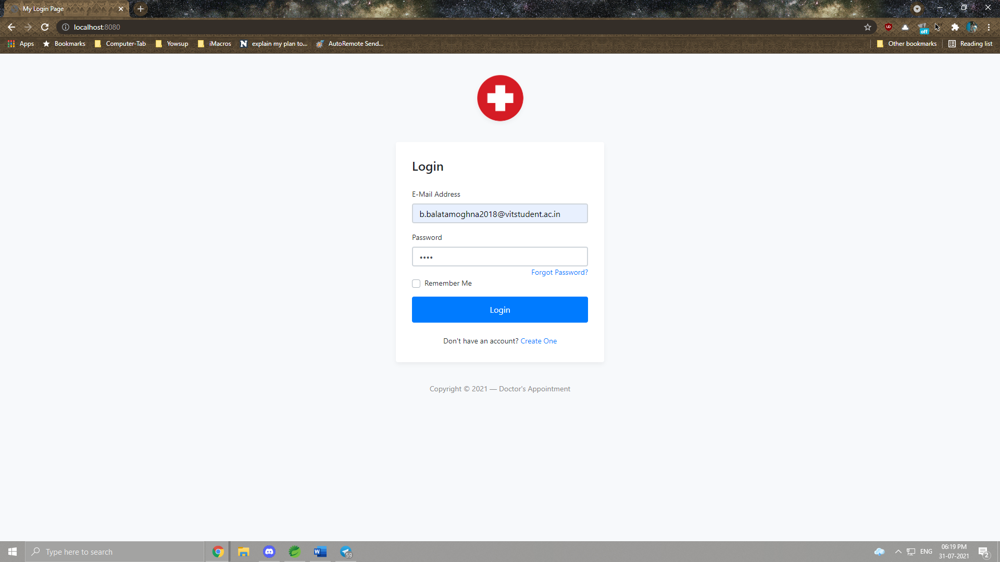 My Login Page
localhost:8080
off
Apps
Bookmarks
Computer-Tab
Yowsup
iMacros
explain my plan to...
AutoRemote Send...
Other bookmarks
Reading list
Login
E-Mail Address
b.balatamoghna2018@vitstudent.ac.in
Password
••••
Forgot Password?
Remember Me
Login
Don't have an account? Create One
Copyright © 2021 — Doctor's Appointment
Type here to search
59
ENG
06:19 PM
31-07-2021
2